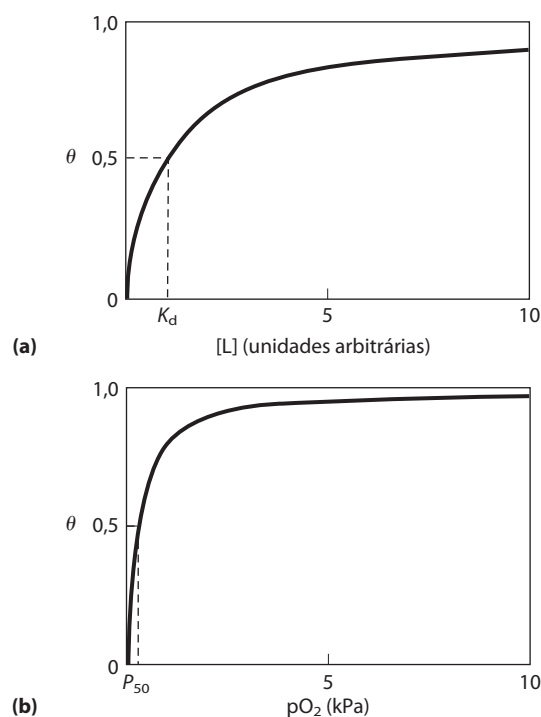 1,0
θ
0,5
0
K_d
5
10
(a)
[L] (unidades arbitrárias)
1,0
θ
0,5
0
P_50
5
10
(b)
pO₂ (kPa)